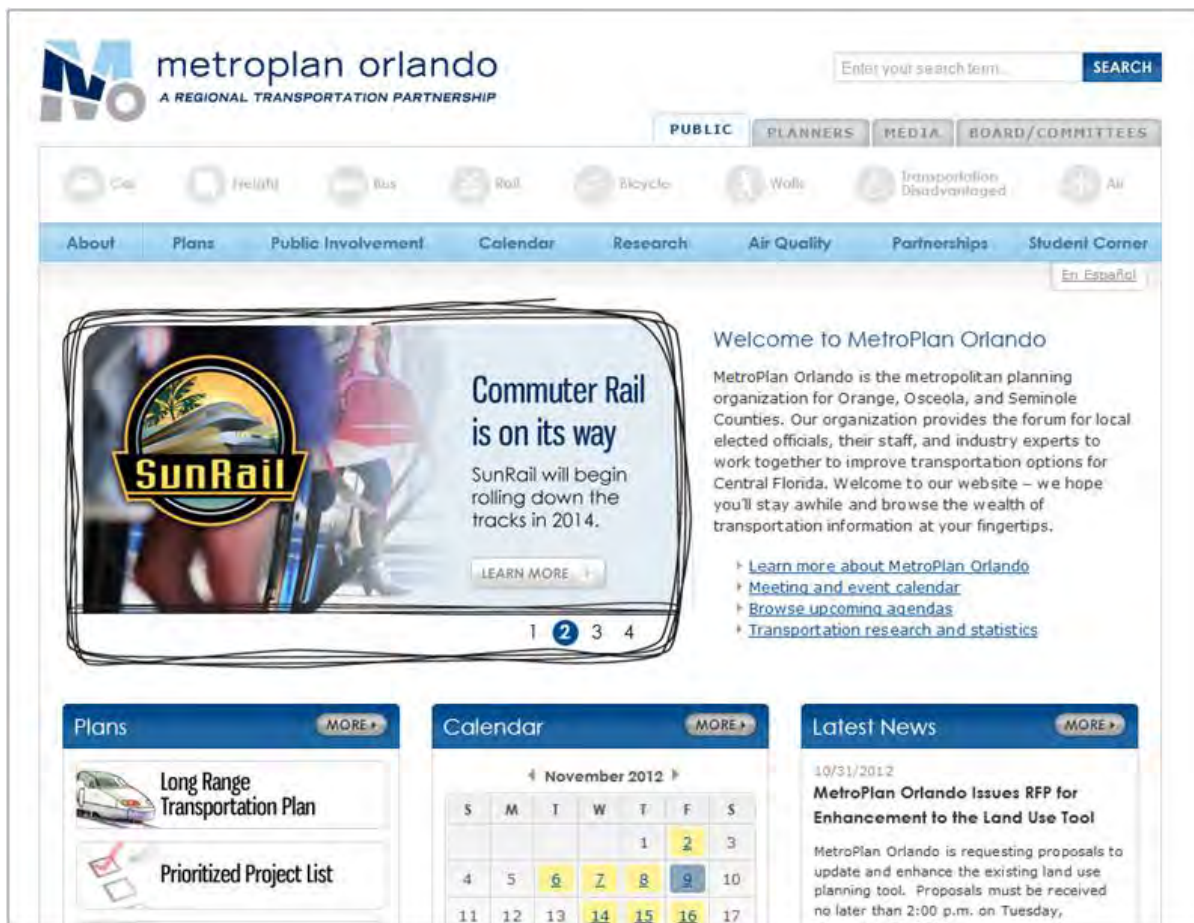 metroplan orlando
A REGIONAL TRANSPORTATION PARTNERSHIP
Enter your search term... SEARCH
PUBLIC PLANNERS MEDIA BOARD/COMMITTEES
Car Freight Bus Rail Bicycle Walk Transportation Disadvantaged Air
About Plans Public Involvement Calendar Research Air Quality Partnerships Student Corner
En Español
SunRail
Commuter Rail
is on its way
SunRail will begin
rolling down the
tracks in 2014.
LEARN MORE
1 2 3 4
Welcome to MetroPlan Orlando
MetroPlan Orlando is the metropolitan planning
organization for Orange, Osceola, and Seminole
Counties. Our organization provides the forum for local
elected officials, their staff, and industry experts to
work together to improve transportation options for
Central Florida. Welcome to our website – we hope
you'll stay awhile and browse the wealth of
transportation information at your fingertips.
Learn more about MetroPlan Orlando
Meeting and event calendar
Browse upcoming agendas
Transportation research and statistics
Plans MORE
Long Range
Transportation Plan
Prioritized Project List
Calendar MORE
November 2012
S M T W T F S
1 2 3
4 5 6 7 8 9 10
11 12 13 14 15 16 17
Latest News MORE
10/31/2012
MetroPlan Orlando Issues RFP for
Enhancement to the Land Use Tool
MetroPlan Orlando is requesting proposals to
update and enhance the existing land use
planning tool. Proposals must be received
no later than 2:00 p.m. on Tuesday,